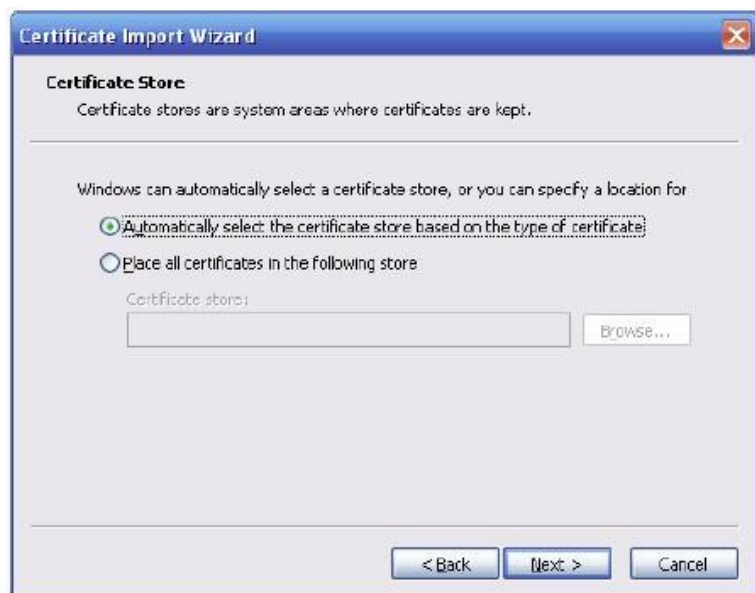 Certificate Import Wizard
Certificate Store
Certificate stores are system areas where certificates are kept.
Windows can automatically select a certificate store, or you can specify a location for
Automatically select the certificate store based on the type of certificate
Place all certificates in the following store
Certificate store:
Browse...
< Back
Next >
Cancel